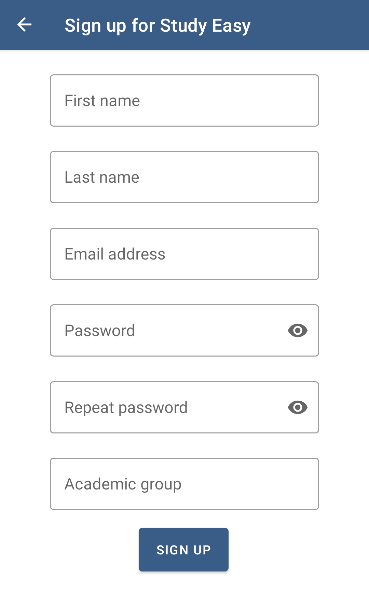 Sign up for Study Easy
First name
Last name
Email address
Password
Repeat password
Academic group
SIGN UP